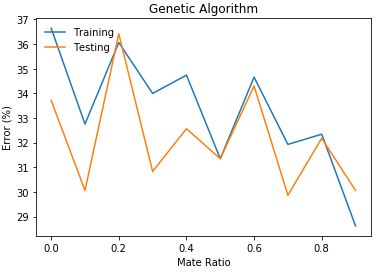 Genetic Algorithm
37
36
35
34
33
32
31
30
29
Error (%)
Training
Testing
0.0 0.2 0.4 0.6 0.8
Mate Ratio